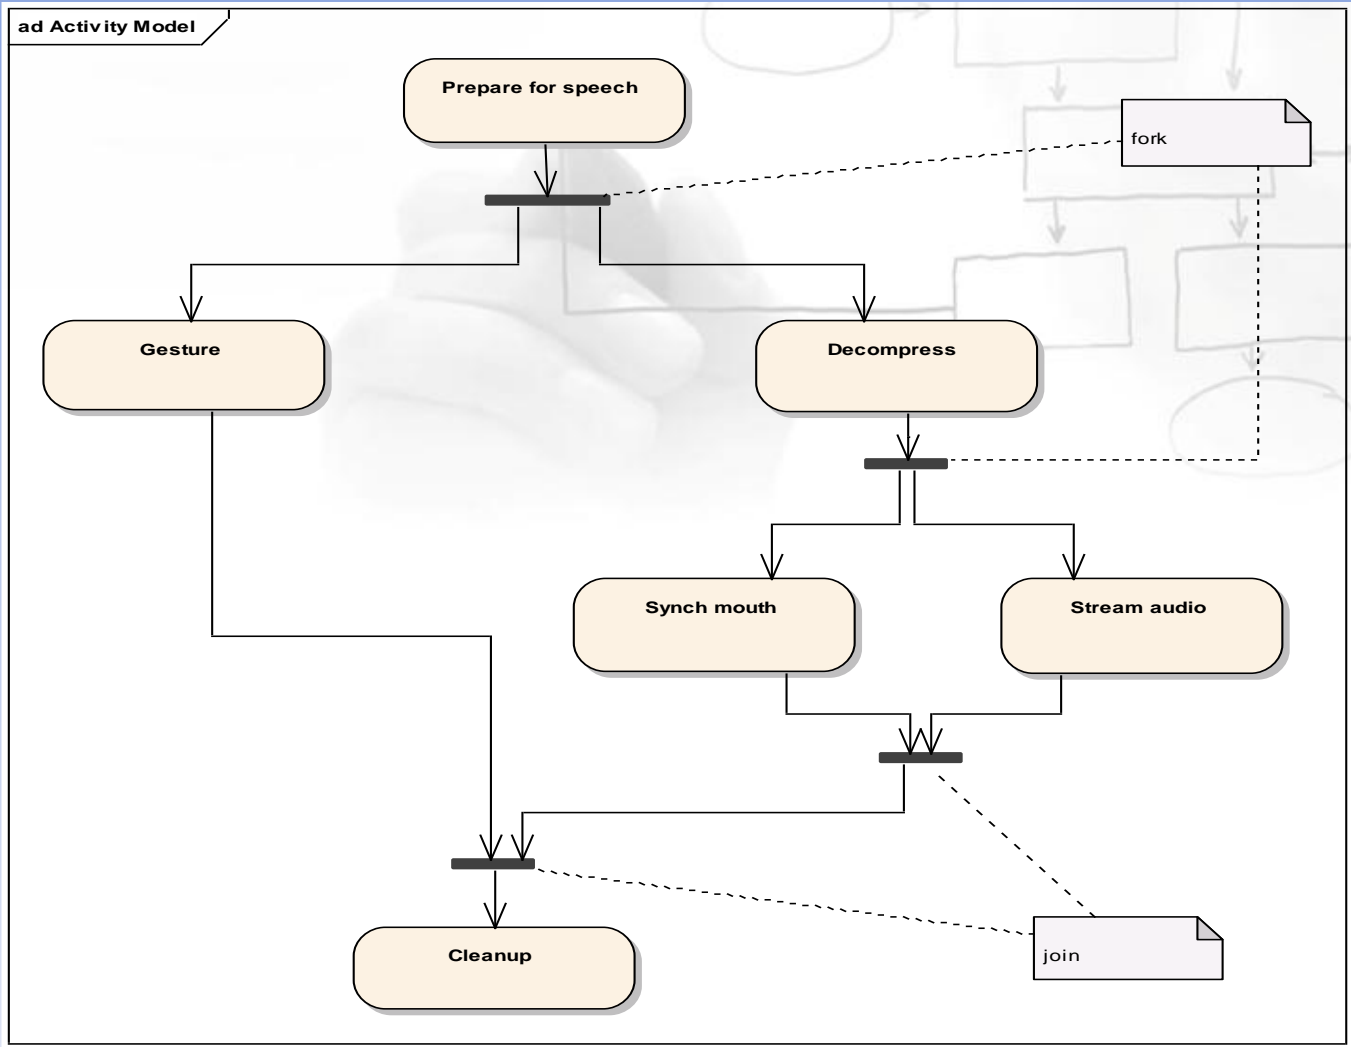 ad Activity Model
Prepare for speech
fork
Gesture
Decompress
Synch mouth
Stream audio
Cleanup
join